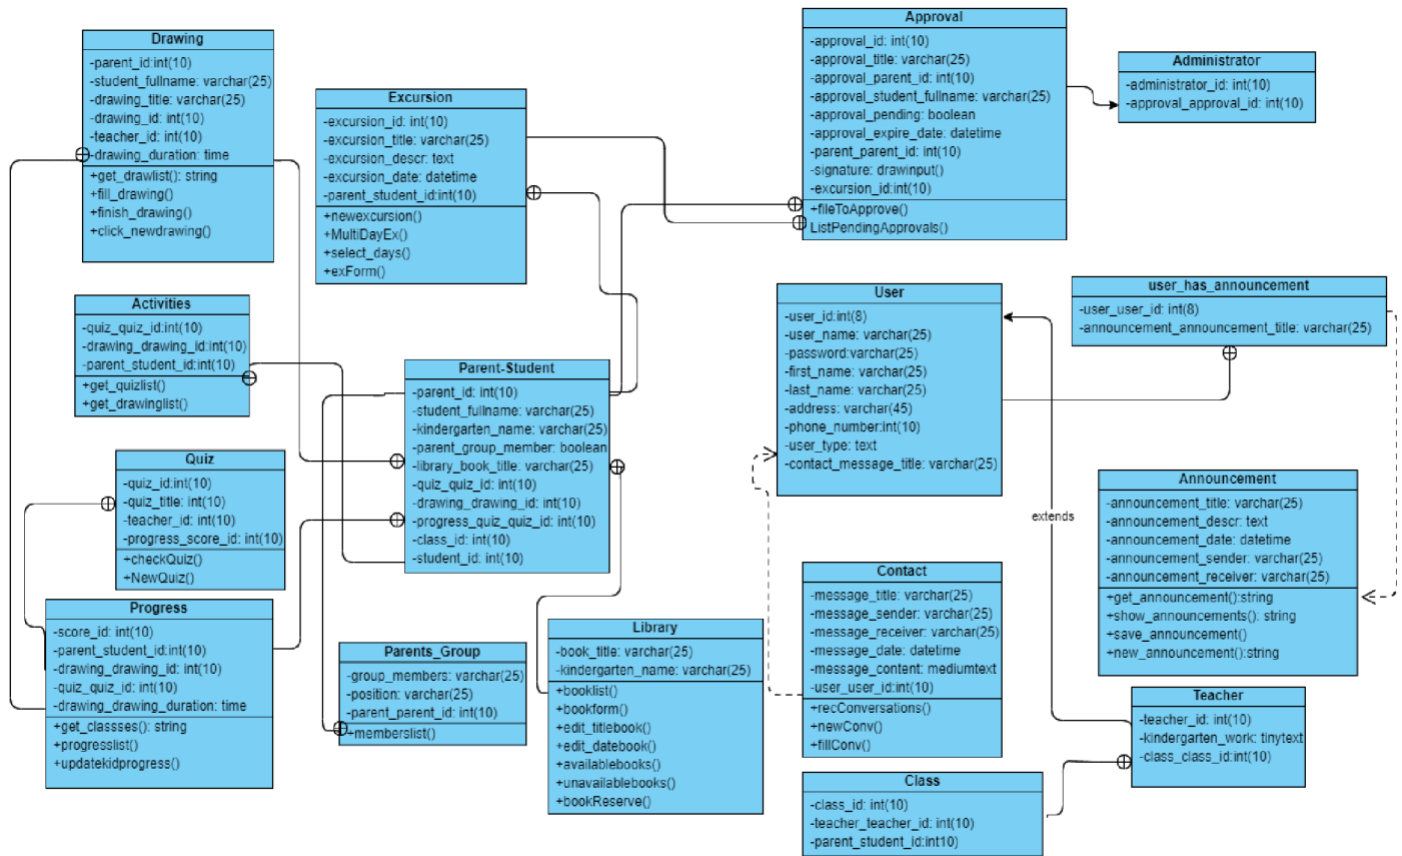 Drawing
-parent_id:int(10)
-student_fullname: varchar(25)
-drawing_title: varchar(25)
-drawing_id: int(10)
-teacher_id: int(10)
-drawing_duration: time
+get_drawlist(): string
+fill_drawing()
+finish_drawing()
+click_newdrawing()
Excursion
-excursion_id: int(10)
-excursion_title: varchar(25)
-excursion_descr: text
-excursion_date: datetime
-parent_student_id:int(10)
+newexcursion()
+MultiDayEx()
+select_days()
+exForm()
Approval
-approval_id: int(10)
-approval_title: varchar(25)
-approval_parent_id: int(10)
-approval_student_fullname: varchar(25)
-approval_pending: boolean
-approval_expire_date: datetime
-parent_parent_id: int(10)
-signature: drawinput()
-excursion_id:int(10)
+fileToApprove()
ListPendingApprovals()
Administrator
-administrator_id: int(10)
-approval_approval_id: int(10)
Activities
-quiz_quiz_id:int(10)
-drawing_drawing_id:int(10)
-parent_student_id:int(10)
+get_quizlist()
+get_drawinglist()
Parent-Student
-parent_id: int(10)
-student_fullname: varchar(25)
-kindergarten_name: varchar(25)
-parent_group_member: boolean
-library_book_title: varchar(25)
-quiz_quiz_id: int(10)
-drawing_drawing_id: int(10)
-progress_quiz_quiz_id: int(10)
-class_id: int(10)
-student_id: int(10)
User
-user_id:int(8)
-user_name: varchar(25)
-password:varchar(25)
-first_name: varchar(25)
-last_name: varchar(25)
-address: varchar(45)
-phone_number:int(10)
-user_type: text
-contact_message_title: varchar(25)
user_has_announcement
-user_user_id: int(8)
-announcement_announcement_title: varchar(25)
Quiz
-quiz_id:int(10)
-quiz_title: int(10)
-teacher_id: int(10)
-progress_score_id: int(10)
+checkQuiz()
+NewQuiz()
extends
Announcement
-announcement_title: varchar(25)
-announcement_descr: text
-announcement_date: datetime
-announcement_sender: varchar(25)
-announcement_receiver: varchar(25)
+get_announcement():string
+show_announcements(): string
+save_announcement()
+new_announcement():string
Progress
-score_id: int(10)
-parent_student_id:int(10)
-drawing_drawing_id: int(10)
-quiz_quiz_id: int(10)
-drawing_drawing_duration: time
+get_classses(): string
+progresslist()
+updatekidprogress()
Parents_Group
-group_members: varchar(25)
-position: varchar(25)
-parent_parent_id: int(10)
+memberslist()
Library
-book_title: varchar(25)
-kindergarten_name: varchar(25)
+booklist()
+bookform()
+edit_titlebook()
+edit_datebook()
+availablebooks()
+unavailablebooks()
+bookReserve()
Contact
-message_title: varchar(25)
-message_sender: varchar(25)
-message_receiver: varchar(25)
-message_date: datetime
-message_content: mediumtext
-user_user_id:int(10)
+recConversations()
+newConv()
+fillConv()
Teacher
-teacher_id: int(10)
-kindergarten_work: tinytext
-class_class_id:int(10)
Class
-class_id: int(10)
-teacher_teacher_id: int(10)
-parent_student_id:int10)